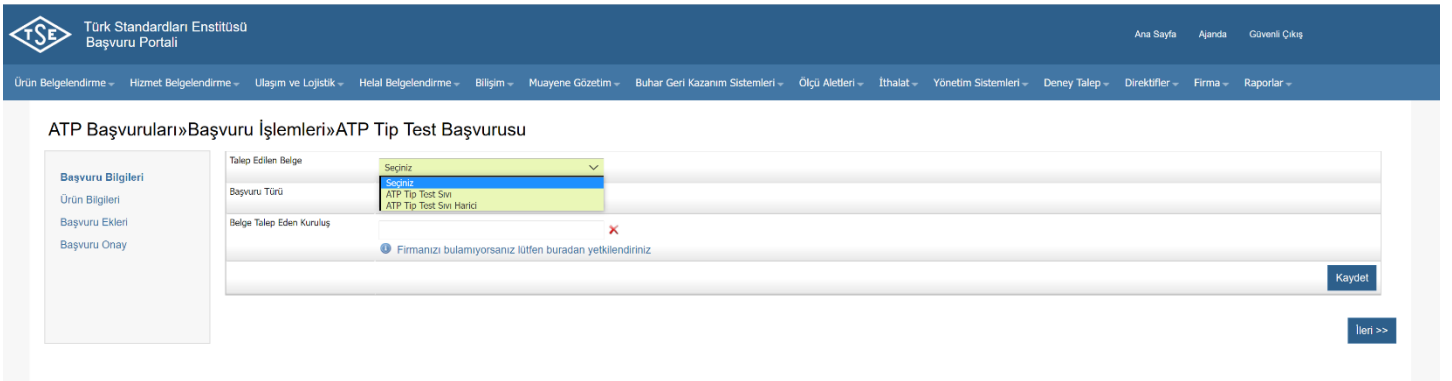 TSE
Türk Standardları Enstitüsü
Başvuru Portali
Ana Sayfa Ajanda Güvenli Çıkış
Ürün Belgelendirme Hizmet Belgelendirme Ulaşım ve Lojistik Helal Belgelendirme Bilişim Muayene Gözetim Buhar Geri Kazanım Sistemleri Ölçü Aletleri İthalat Yönetim Sistemleri Deney Talep Direktifler Firma Raporlar
ATP Başvuruları»Başvuru İşlemleri»ATP Tip Test Başvurusu
Başvuru Bilgileri
Ürün Bilgileri
Başvuru Ekleri
Başvuru Onay
Talep Edilen Belge
Seçiniz
Seçiniz
ATP Tip Test Sıvı
ATP Tip Test Sıvı Harici
Başvuru Türü
Belge Talep Eden Kuruluş
Firmanızı bulamıyorsanız lütfen buradan yetkilendiriniz
Kaydet
İleri >>